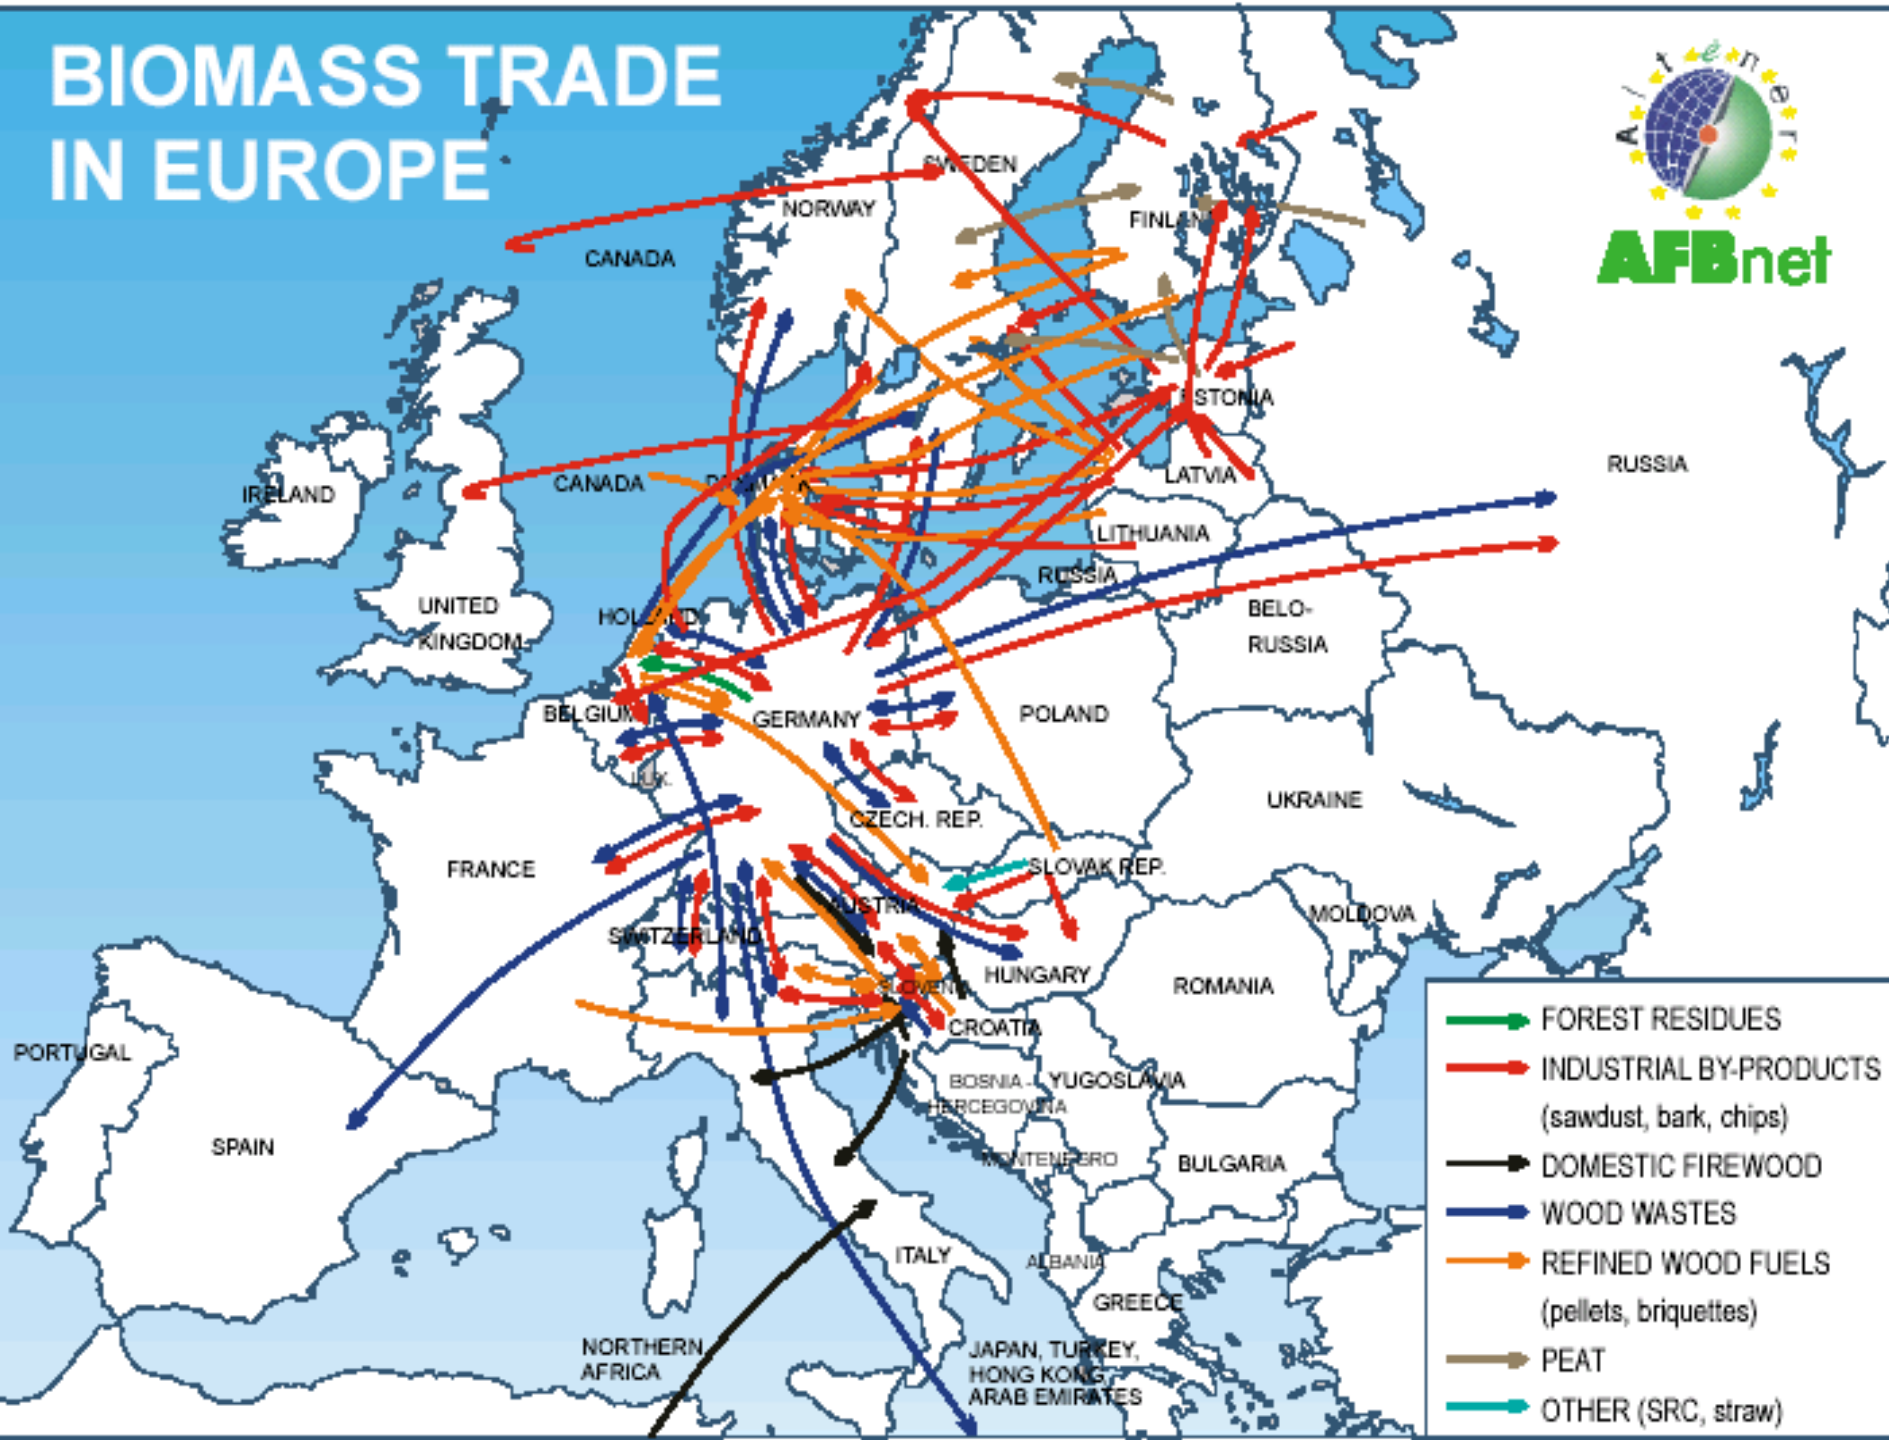 BIOMASS TRADE
IN EUROPE
Altener
AFBnet
SWEDEN
NORWAY
FINLAND
CANADA
ESTONIA
RUSSIA
LATVIA
IRELAND
CANADA
DENMARK
LITHUANIA
RUSSIA
UNITED
KINGDOM
HOLLAND
BELO-
RUSSIA
BELGIUM
GERMANY
POLAND
LUX.
CZECH. REP.
UKRAINE
FRANCE
SLOVAK REP.
AUSTRIA
MOLDOVA
SWITZERLAND
HUNGARY
ROMANIA
SLOVENIA
CROATIA
PORTUGAL
BOSNIA-
HERCEGOVINA
YUGOSLAVIA
SPAIN
MONTENEGRO
BULGARIA
ITALY
ALBANIA
GREECE
NORTHERN
AFRICA
JAPAN, TURKEY,
HONG KONG,
ARAB EMIRATES
FOREST RESIDUES
INDUSTRIAL BY-PRODUCTS
(sawdust, bark, chips)
DOMESTIC FIREWOOD
WOOD WASTES
REFINED WOOD FUELS
(pellets, briquettes)
PEAT
OTHER (SRC, straw)